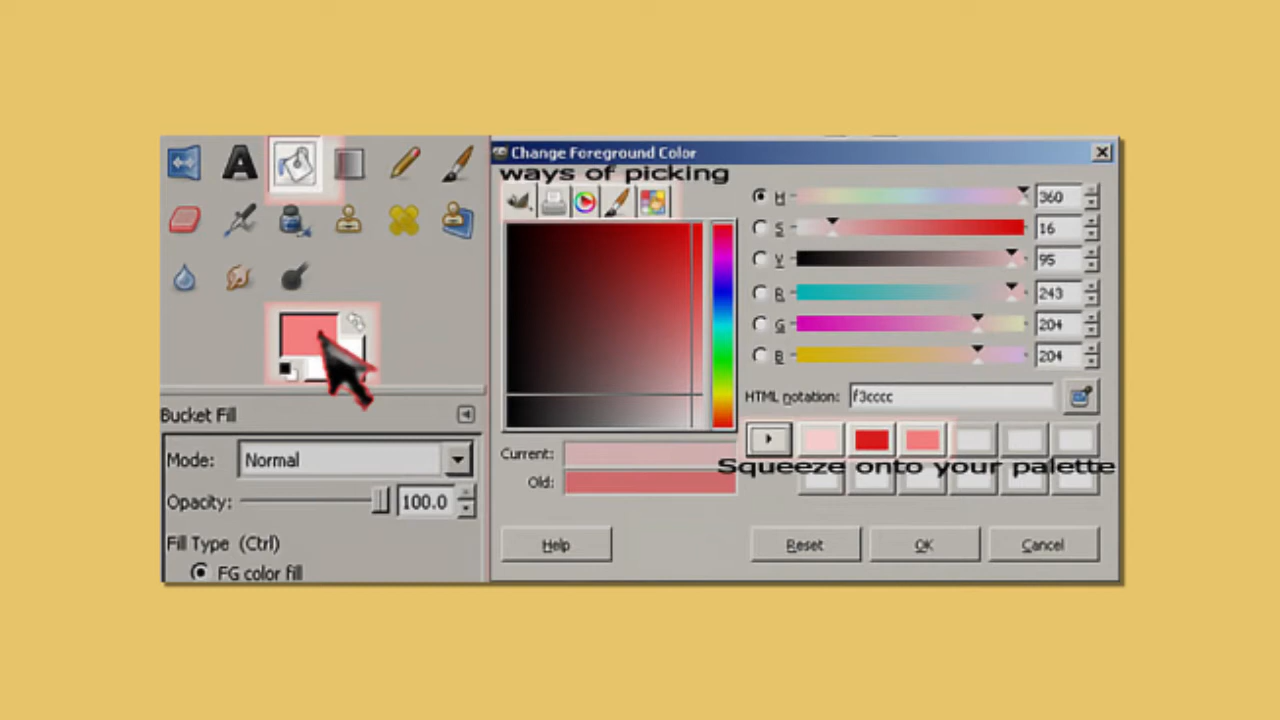 A
Change Foreground Color
ways of picking
H 360
S 16
V 95
R 243
G 204
B 204
HTML notation: f3cccc
Current:
Squeeze onto your palette
Old:
Help
Reset
OK
Cancel
Bucket Fill
Mode: Normal
Opacity: 100.0
Fill Type (Ctrl)
FG color fill